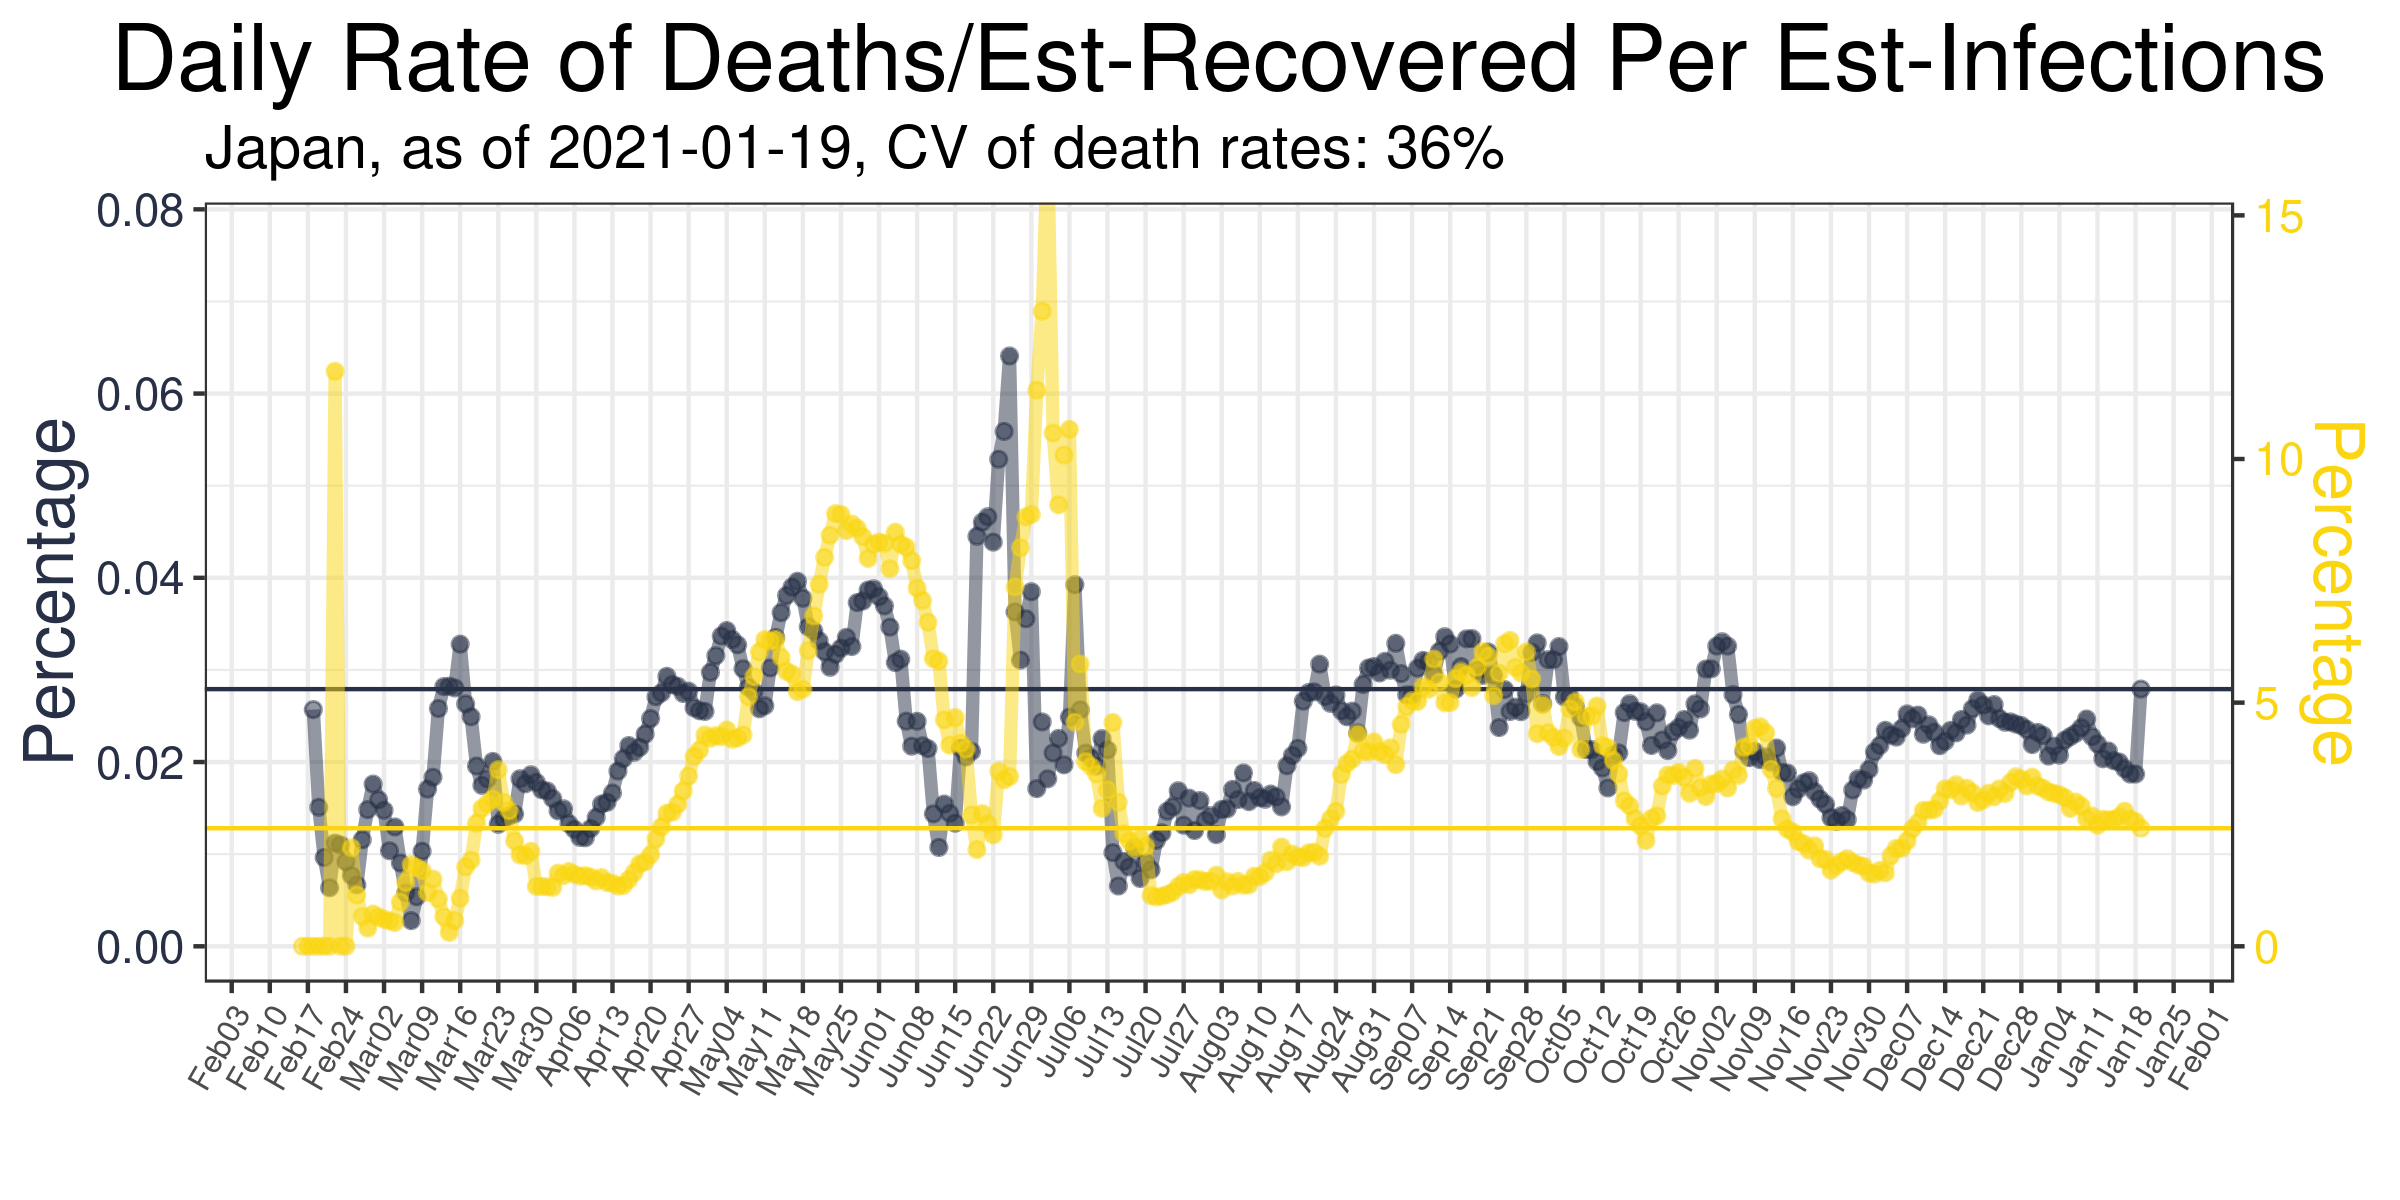 Daily Rate of Deaths/Est-Recovered Per Est-Infections
Japan, as of 2021-01-19, CV of death rates: 36%
Percentage
0.08
0.06
0.04
0.02
0.00
15
10
5
0
Percentage
Feb03
Feb10
Feb17
Feb24
Mar02
Mar09
Mar16
Mar23
Mar30
Apr06
Apr13
Apr20
Apr27
May04
May11
May18
May25
Jun01
Jun08
Jun15
Jun22
Jun29
Jul06
Jul13
Jul20
Jul27
Aug03
Aug10
Aug17
Aug24
Aug31
Sep07
Sep14
Sep21
Sep28
Oct05
Oct12
Oct19
Oct26
Nov02
Nov09
Nov16
Nov23
Nov30
Dec07
Dec14
Dec21
Dec28
Jan04
Jan11
Jan18
Jan25
Feb01